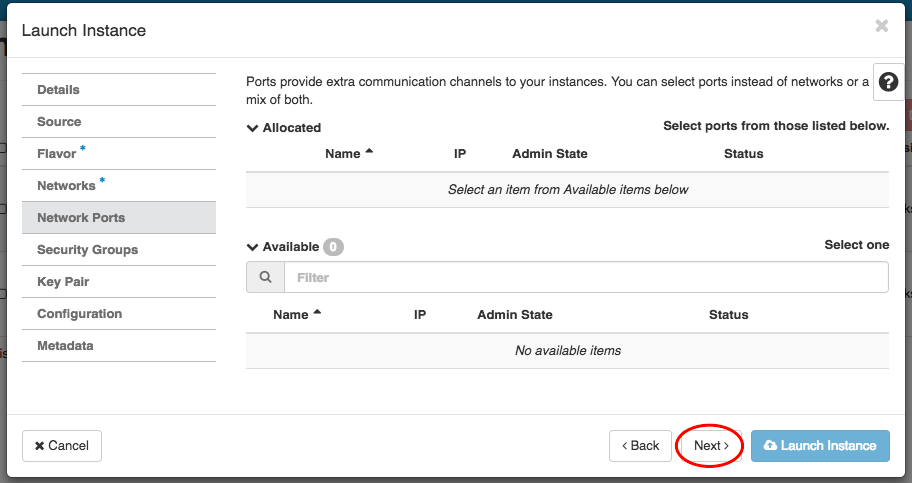 Launch Instance
×
Details
Source
Flavor *
Networks *
Network Ports
Security Groups
Key Pair
Configuration
Metadata
Ports provide extra communication channels to your instances. You can select ports instead of networks or a
mix of both.
?
Allocated
Select ports from those listed below.
Name IP Admin State Status
Select an item from Available items below
Available 0
Select one
Filter
Name IP Admin State Status
No available items
Cancel
< Back
Next >
Launch Instance